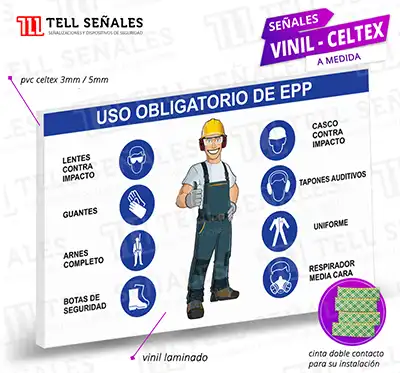 TELL SEÑALES
SEÑALIZACIONES Y DISPOSITIVOS DE SEGURIDAD
SEÑALES
VINIL - CELTEX
A MEDIDA
pvc celtex 3mm / 5mm
USO OBLIGATORIO DE EPP
LENTES
CONTRA
IMPACTO
GUANTES
ARNES
COMPLETO
BOTAS DE
SEGURIDAD
CASCO
CONTRA
IMPACTO
TAPONES AUDITIVOS
UNIFORME
RESPIRADOR
MEDIA CARA
vinil laminado
cinta doble contacto
para su instalación